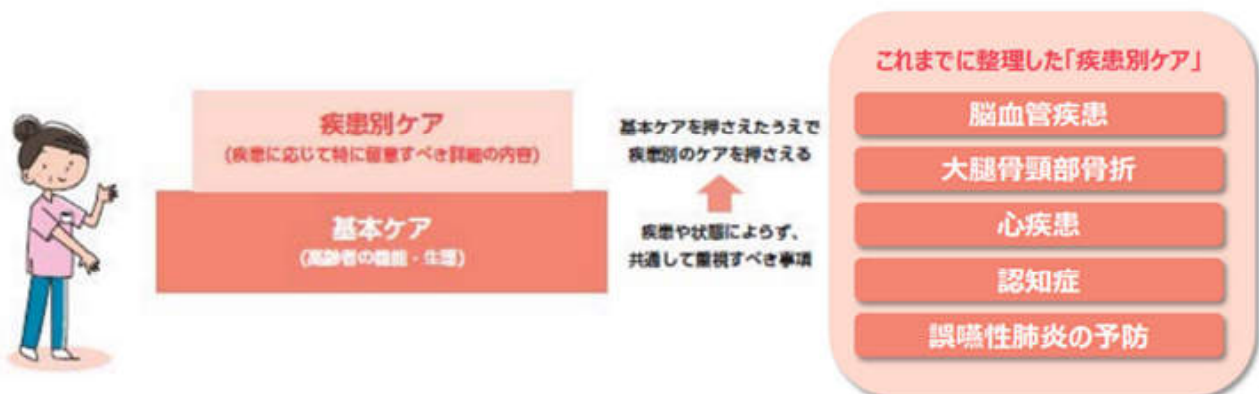 疾患別ケア
(疾患に応じて特に留意すべき詳細の内容)
基本ケア
(高齢者の機能・生理)
基本ケアを押さえたうえで
疾患別のケアを押さえる
疾患や状態によらず、
共通して重視すべき事項
これまでに整理した「疾患別ケア」
脳血管疾患
大腿骨頸部骨折
心疾患
認知症
誤嚥性肺炎の予防